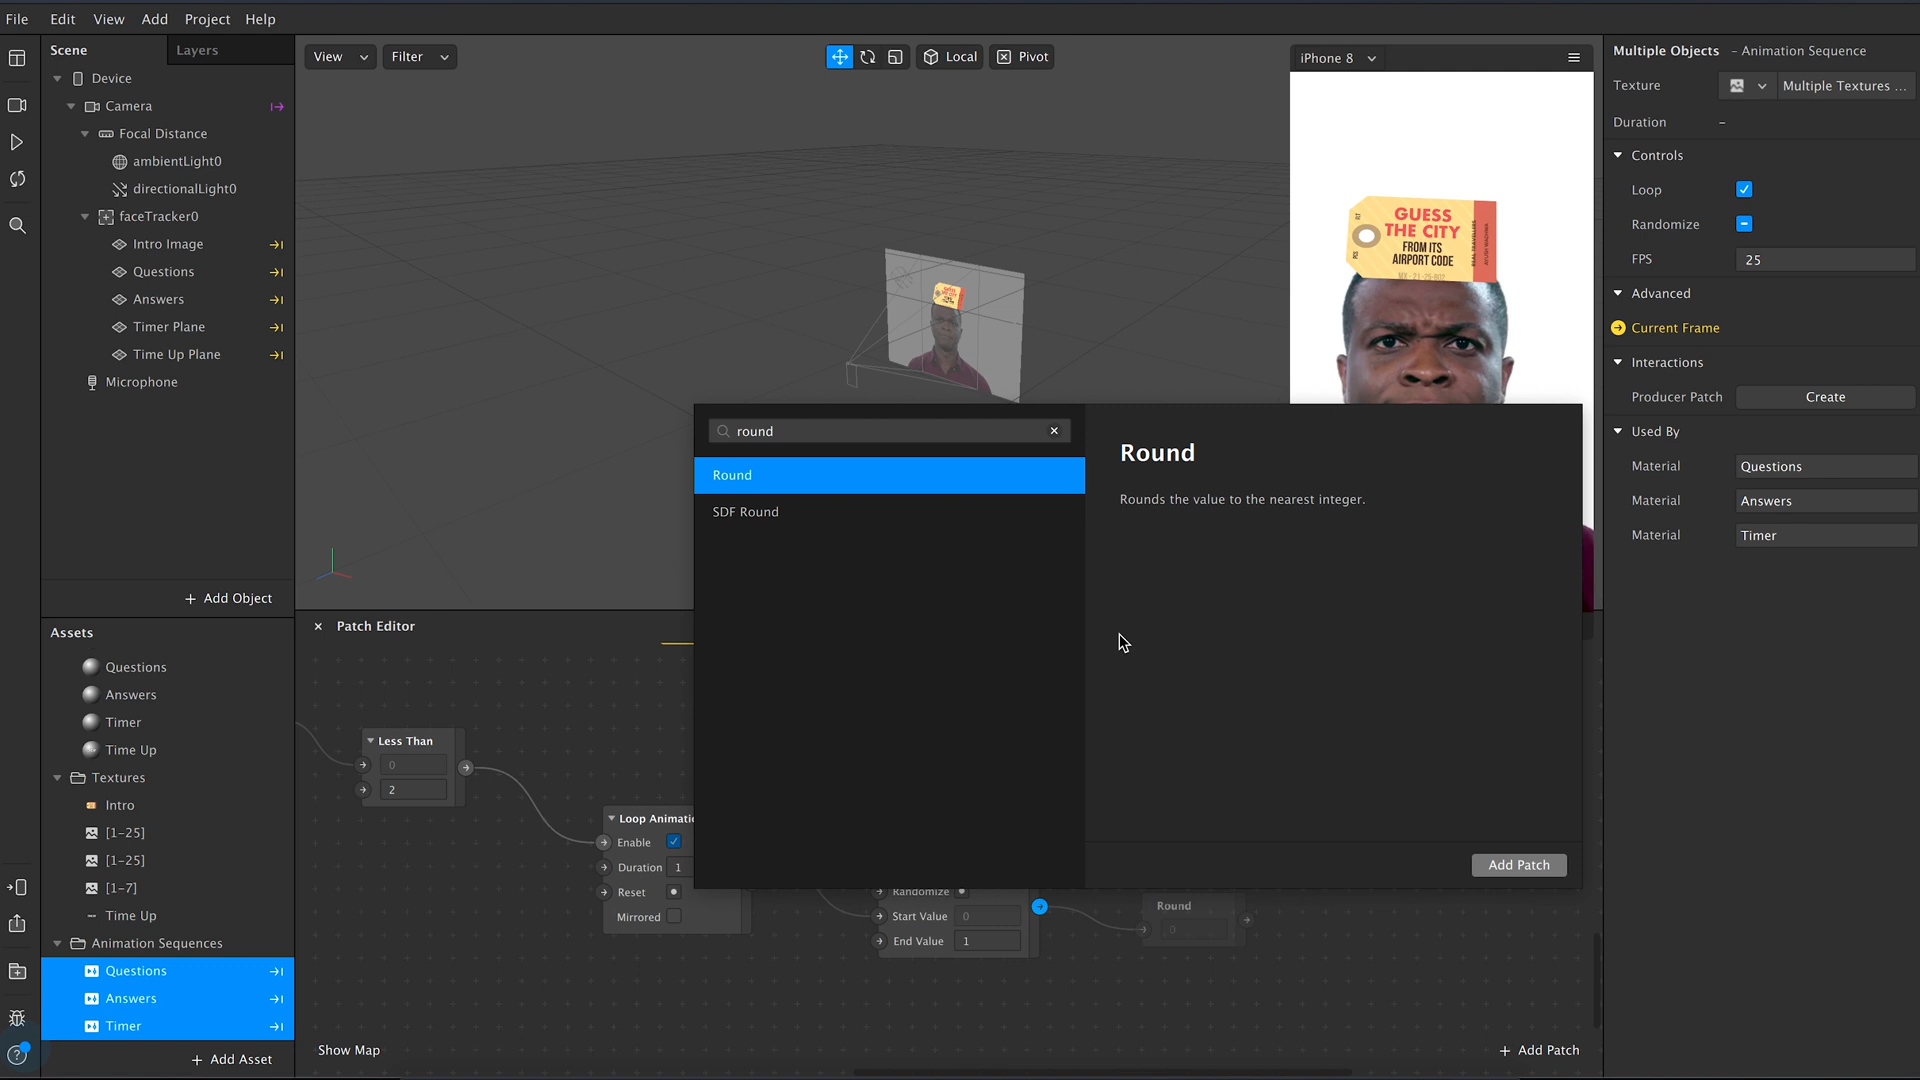 File Edit View Add Project Help
Scene
Layers
Device
Camera
Focal Distance
ambientLight0
directionalLight0
faceTracker0
Intro Image
Questions
Answers
Timer Plane
Time Up Plane
Microphone
+ Add Object
Assets
Questions
Answers
Timer
Time Up
Textures
Intro
[1-25]
[1-25]
[1-7]
Time Up
Animation Sequences
Questions
Answers
Timer
+ Add Asset
View
Filter
Local
Pivot
iPhone 8
GUESS
THE CITY
FROM ITS
AIRPORT CODE
round
Round
SDF Round
Round
Rounds the value to the nearest integer.
Add Patch
Patch Editor
Less Than
0
2
Loop Animatio
Enable
Duration 1
Reset
Mirrored
Randomize
Start Value 0
End Value 1
Round
0
Show Map
+ Add Patch
Multiple Objects - Animation Sequence
Texture Multiple Textures ...
Duration -
Controls
Loop
Randomize
FPS 25
Advanced
Current Frame
Interactions
Producer Patch Create
Used By
Material Questions
Material Answers
Material Timer